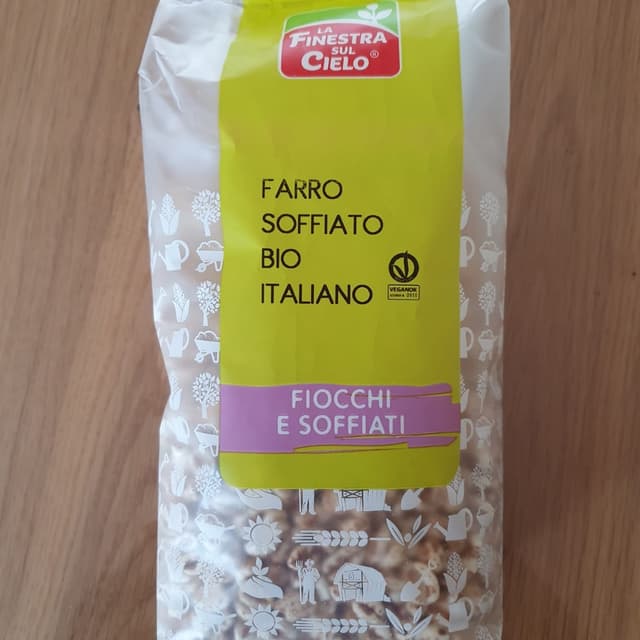 LA
FINESTRA
SUL
CIELO®
FARRO
SOFFIATO
BIO
ITALIANO
VEGANOK
FIOCCHI
E SOFFIATI